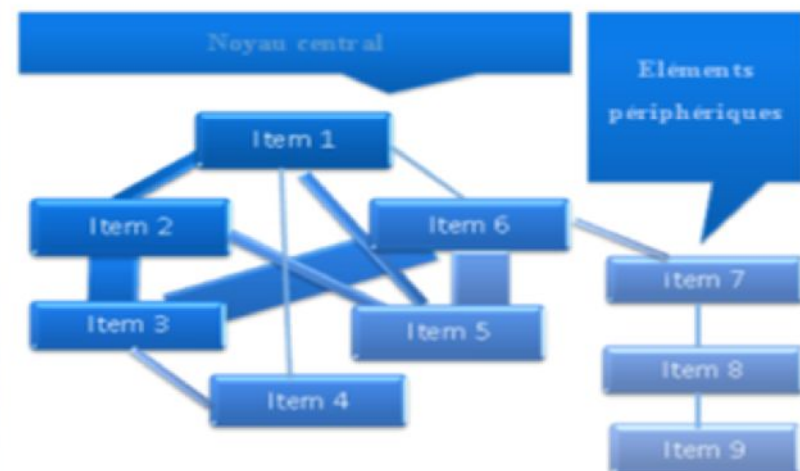 Noyau central
Eléments
périphériques
Item 1
Item 2
Item 6
item 7
Item 3
Item 5
Item 8
Item 4
Item 9